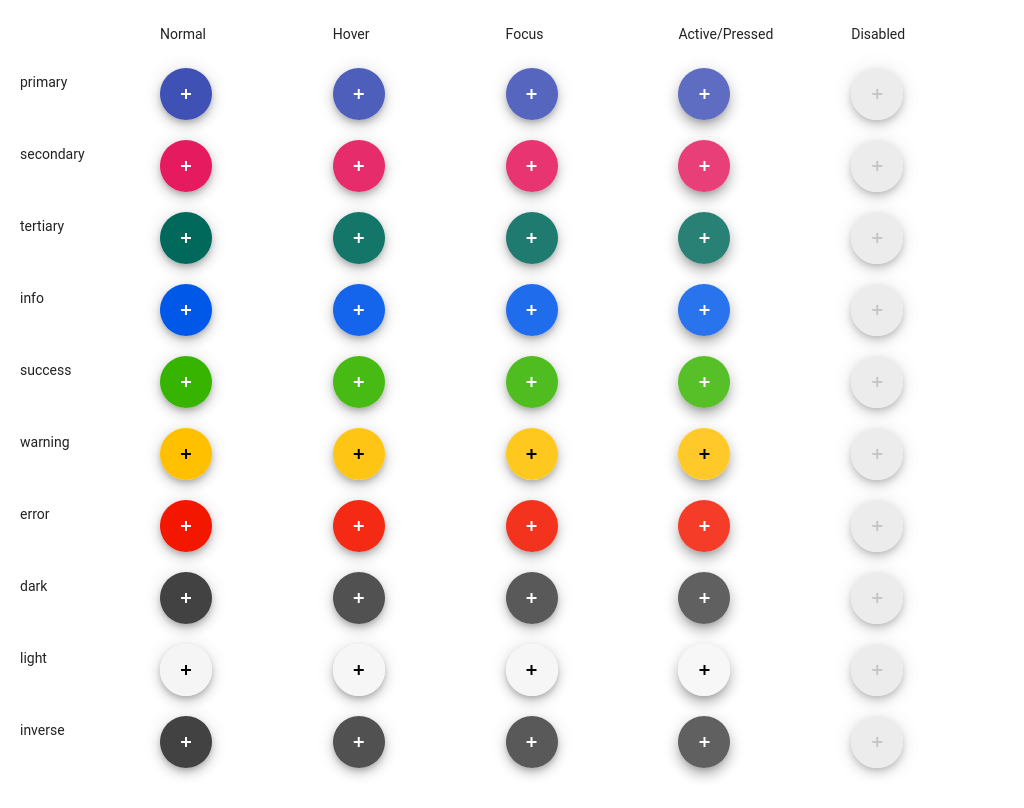 Normal Hover Focus Active/Pressed Disabled
primary
secondary
tertiary
info
success
warning
error
dark
light
inverse